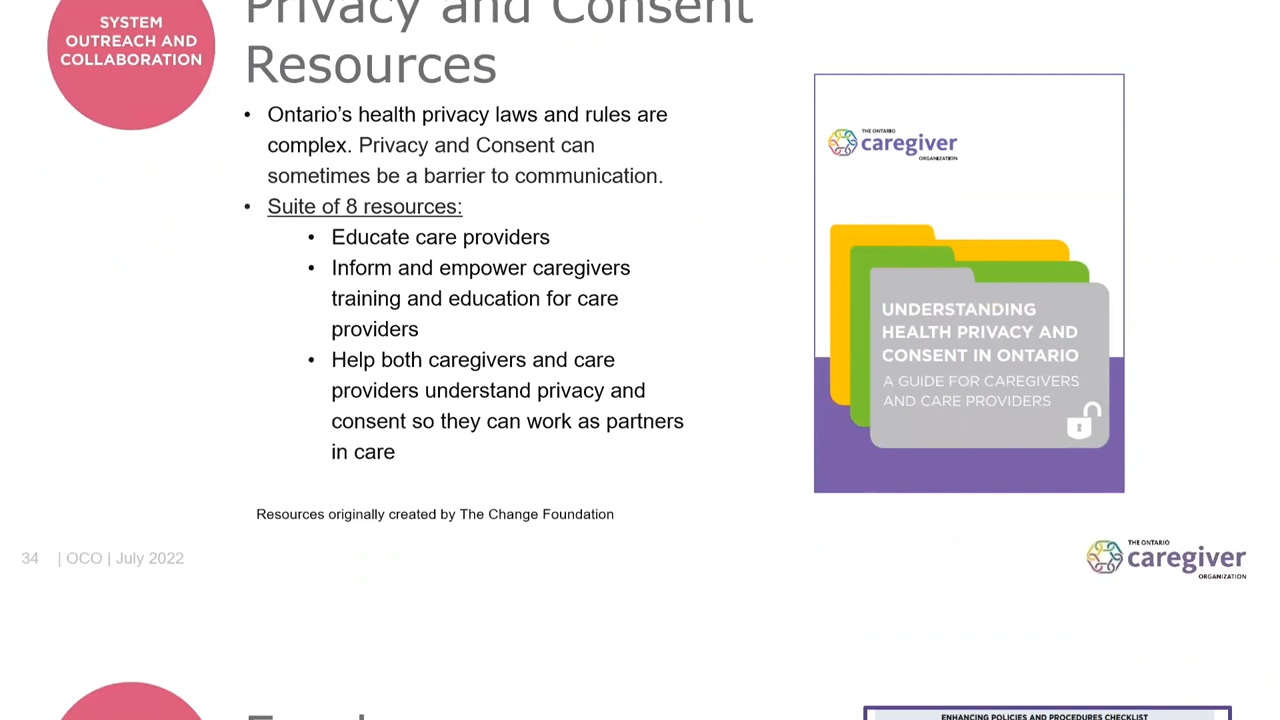 SYSTEM
OUTREACH AND
COLLABORATION
Privacy and Consent
Resources
• Ontario’s health privacy laws and rules are
complex. Privacy and Consent can
sometimes be a barrier to communication.
• Suite of 8 resources:
• Educate care providers
• Inform and empower caregivers
training and education for care
providers
• Help both caregivers and care
providers understand privacy and
consent so they can work as partners
in care
Resources originally created by The Change Foundation
THE ONTARIO
caregiver
ORGANIZATION
UNDERSTANDING
HEALTH PRIVACY AND
CONSENT IN ONTARIO
A GUIDE FOR CAREGIVERS
AND CARE PROVIDERS
34 | OCO | July 2022
THE ONTARIO
caregiver
ORGANIZATION
ENHANCING POLICIES AND PROCEDURES CHECKLIST